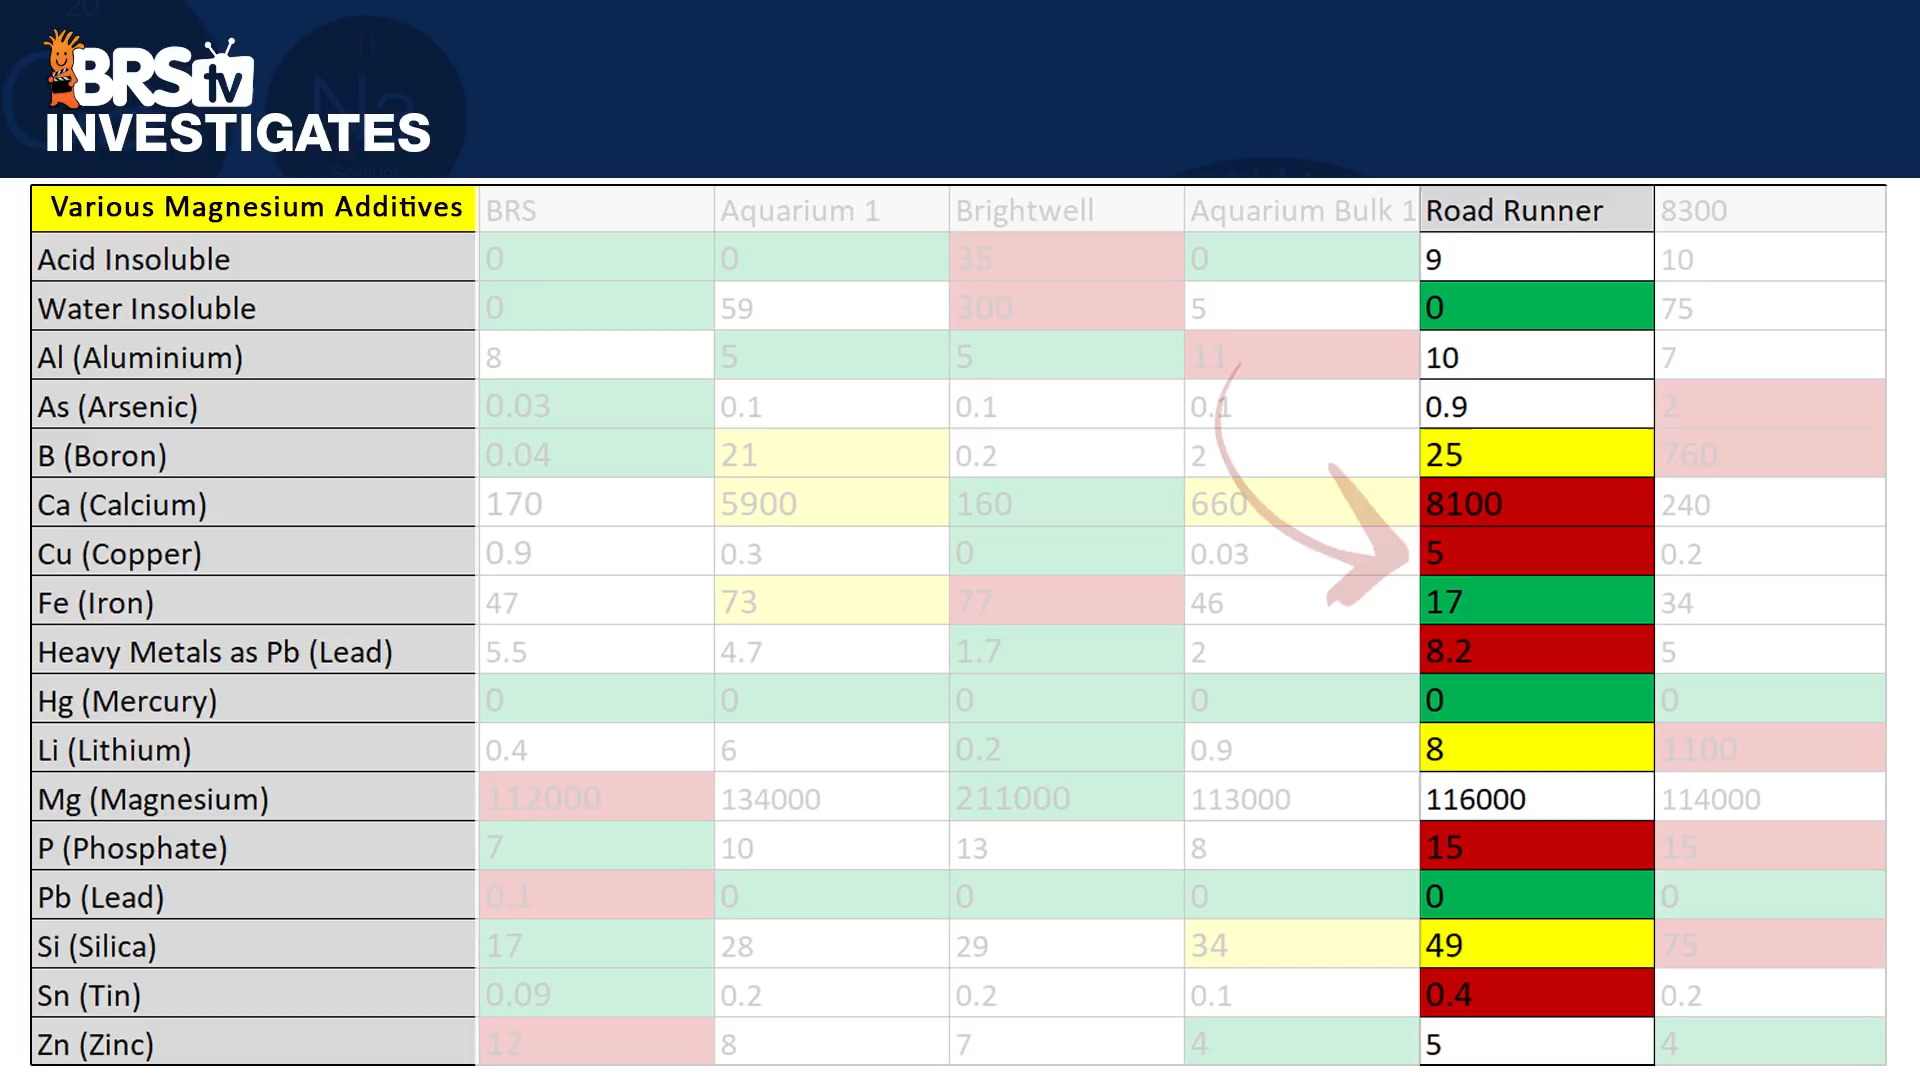 20
11
Na
Sodium
BRStv
INVESTIGATES
Various Magnesium Additives BRS Aquarium 1 Brightwell Aquarium Bulk 1 Road Runner 8300
Acid Insoluble 0 0 35 0 9 10
Water Insoluble 0 59 300 5 0 75
Al (Aluminium) 8 5 5 11 10 7
As (Arsenic) 0.03 0.1 0.1 0.1 0.9 2
B (Boron) 0.04 21 0.2 2 25 760
Ca (Calcium) 170 5900 160 660 8100 240
Cu (Copper) 0.9 0.3 0 0.03 5 0.2
Fe (Iron) 47 73 77 46 17 34
Heavy Metals as Pb (Lead) 5.5 4.7 1.7 2 8.2 5
Hg (Mercury) 0 0 0 0 0 0
Li (Lithium) 0.4 6 0.2 0.9 8 1100
Mg (Magnesium) 112000 134000 211000 113000 116000 114000
P (Phosphate) 7 10 13 8 15 15
Pb (Lead) 0.1 0 0 0 0 0
Si (Silica) 17 28 29 34 49 75
Sn (Tin) 0.09 0.2 0.2 0.1 0.4 0.2
Zn (Zinc) 12 8 7 4 5 4